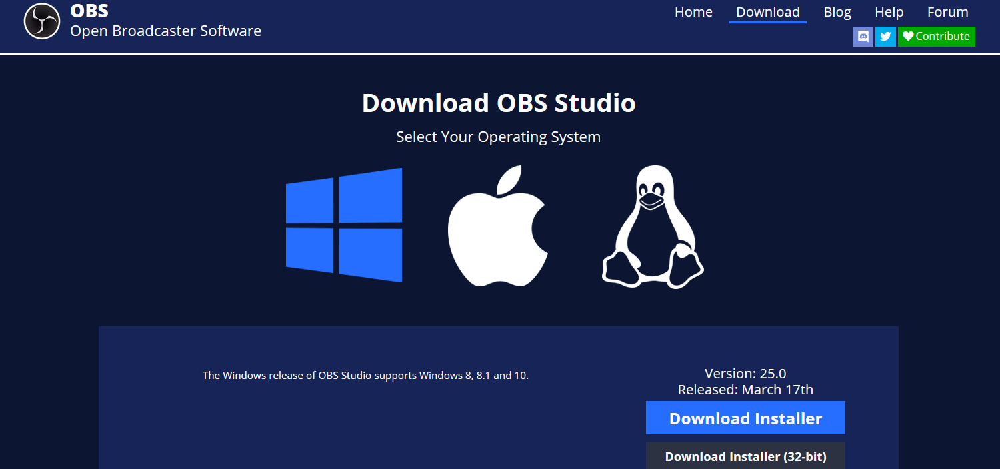 OBS
Open Broadcaster Software
Home Download Blog Help Forum
Contribute
Download OBS Studio
Select Your Operating System
The Windows release of OBS Studio supports Windows 8, 8.1 and 10.
Version: 25.0
Released: March 17th
Download Installer
Download Installer (32-bit)